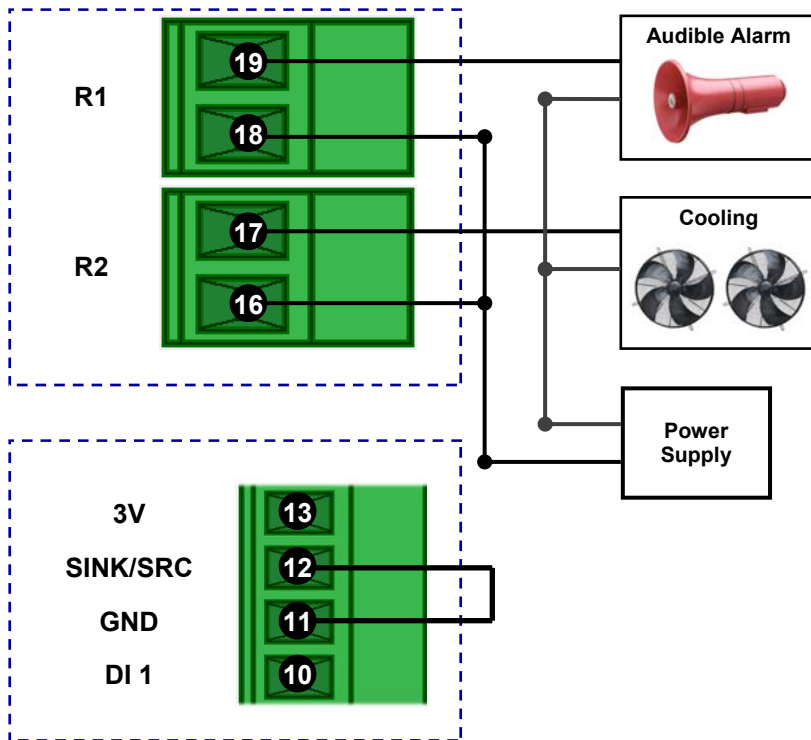 Audible Alarm
R1
19
18
Cooling
R2
17
16
Power
Supply
3V
13
SINK/SRC
12
GND
11
DI 1
10